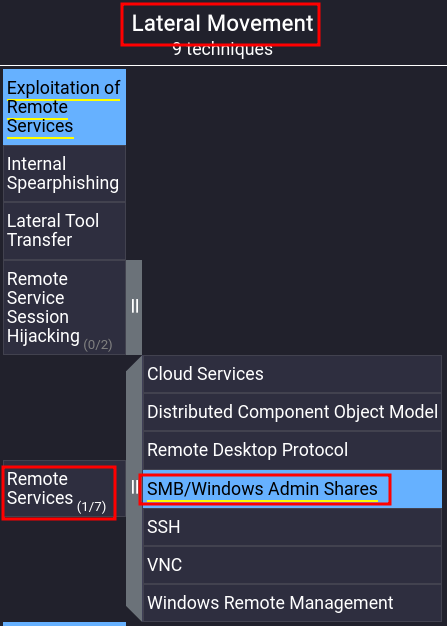 Lateral Movement
9 techniques
Exploitation of
Remote
Services
Internal
Spearphishing
Lateral Tool
Transfer
Remote
Service
Session
Hijacking (0/2)
Remote
Services (1/7)
Cloud Services
Distributed Component Object Model
Remote Desktop Protocol
SMB/Windows Admin Shares
SSH
VNC
Windows Remote Management